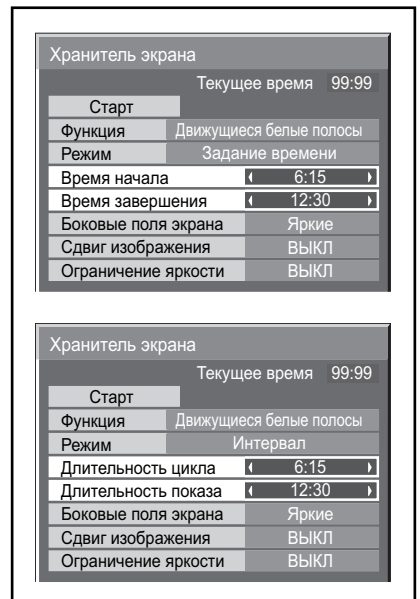 Хранитель экрана
Текущее время 99:99
Старт
Функция Движущиеся белые полосы
Режим Задание времени
Время начала 6:15
Время завершения 12:30
Боковые поля экрана Яркие
Сдвиг изображения ВЫКЛ
Ограничение яркости ВЫКЛ
Хранитель экрана
Текущее время 99:99
Старт
Функция Движущиеся белые полосы
Режим Интервал
Длительность цикла 6:15
Длительность показа 12:30
Боковые поля экрана Яркие
Сдвиг изображения ВЫКЛ
Ограничение яркости ВЫКЛ